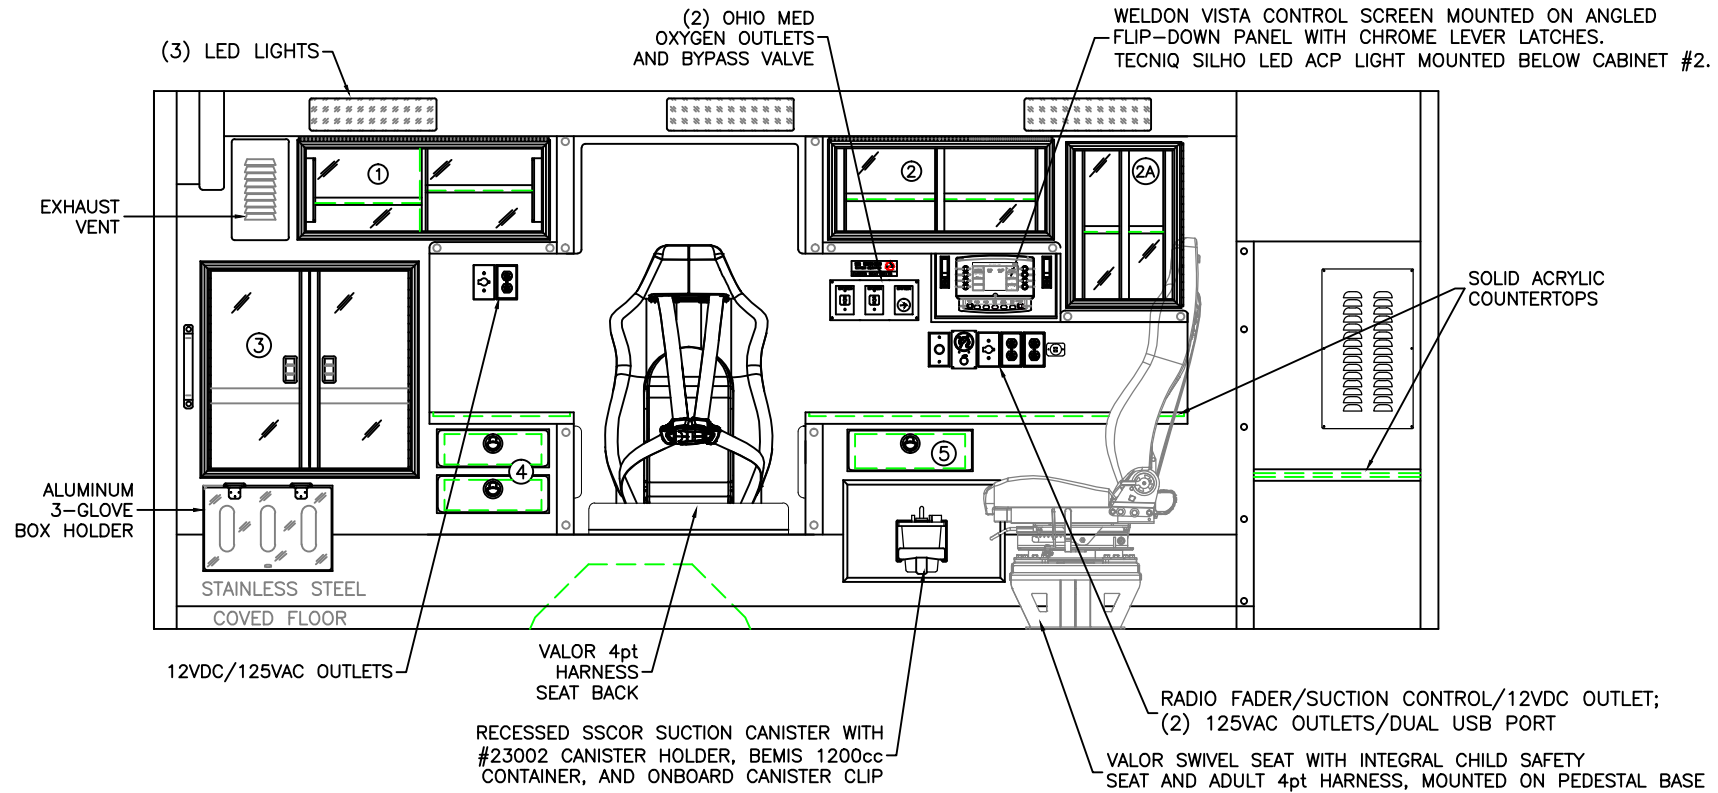 (2) OHIO MED
OXYGEN OUTLETS
AND BYPASS VALVE
WELDON VISTA CONTROL SCREEN MOUNTED ON ANGLED
FLIP-DOWN PANEL WITH CHROME LEVER LATCHES.
TECNIQ SILHO LED ACP LIGHT MOUNTED BELOW CABINET #2.
(3) LED LIGHTS
1
2
2A
EXHAUST
VENT
SOLID ACRYLIC
COUNTERTOPS
3
4
5
ALUMINUM
3-GLOVE
BOX HOLDER
STAINLESS STEEL
COVED FLOOR
12VDC/125VAC OUTLETS
VALOR 4pt
HARNESS
SEAT BACK
RECESSED SSCOR SUCTION CANISTER WITH
#23002 CANISTER HOLDER, BEMIS 1200cc
CONTAINER, AND ONBOARD CANISTER CLIP
RADIO FADER/SUCTION CONTROL/12VDC OUTLET;
(2) 125VAC OUTLETS/DUAL USB PORT
VALOR SWIVEL SEAT WITH INTEGRAL CHILD SAFETY
SEAT AND ADULT 4pt HARNESS, MOUNTED ON PEDESTAL BASE